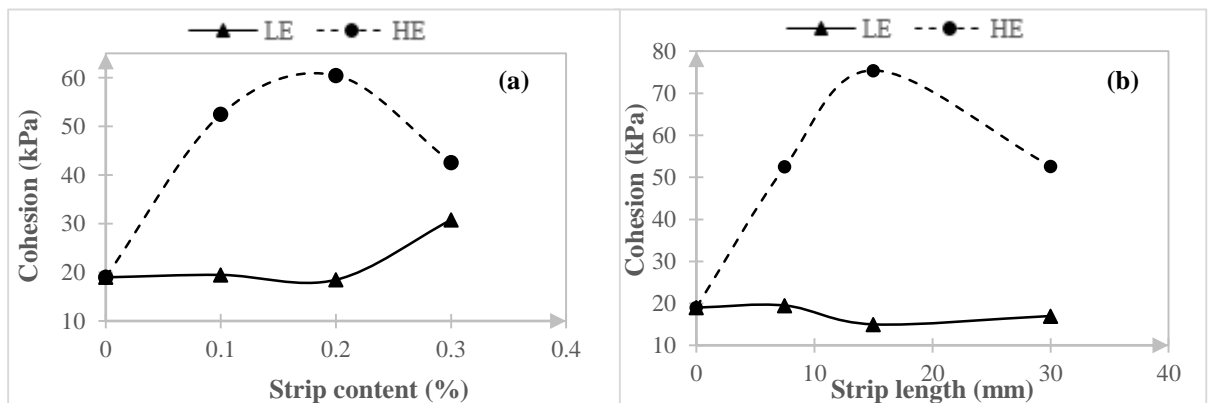 LE HE
(a)
Cohesion (kPa)
60
50
40
30
20
10
0 0.1 0.2 0.3 0.4
Strip content (%)
LE HE
(b)
Cohesion (kPa)
80
70
60
50
40
30
20
10
0 10 20 30 40
Strip length (mm)